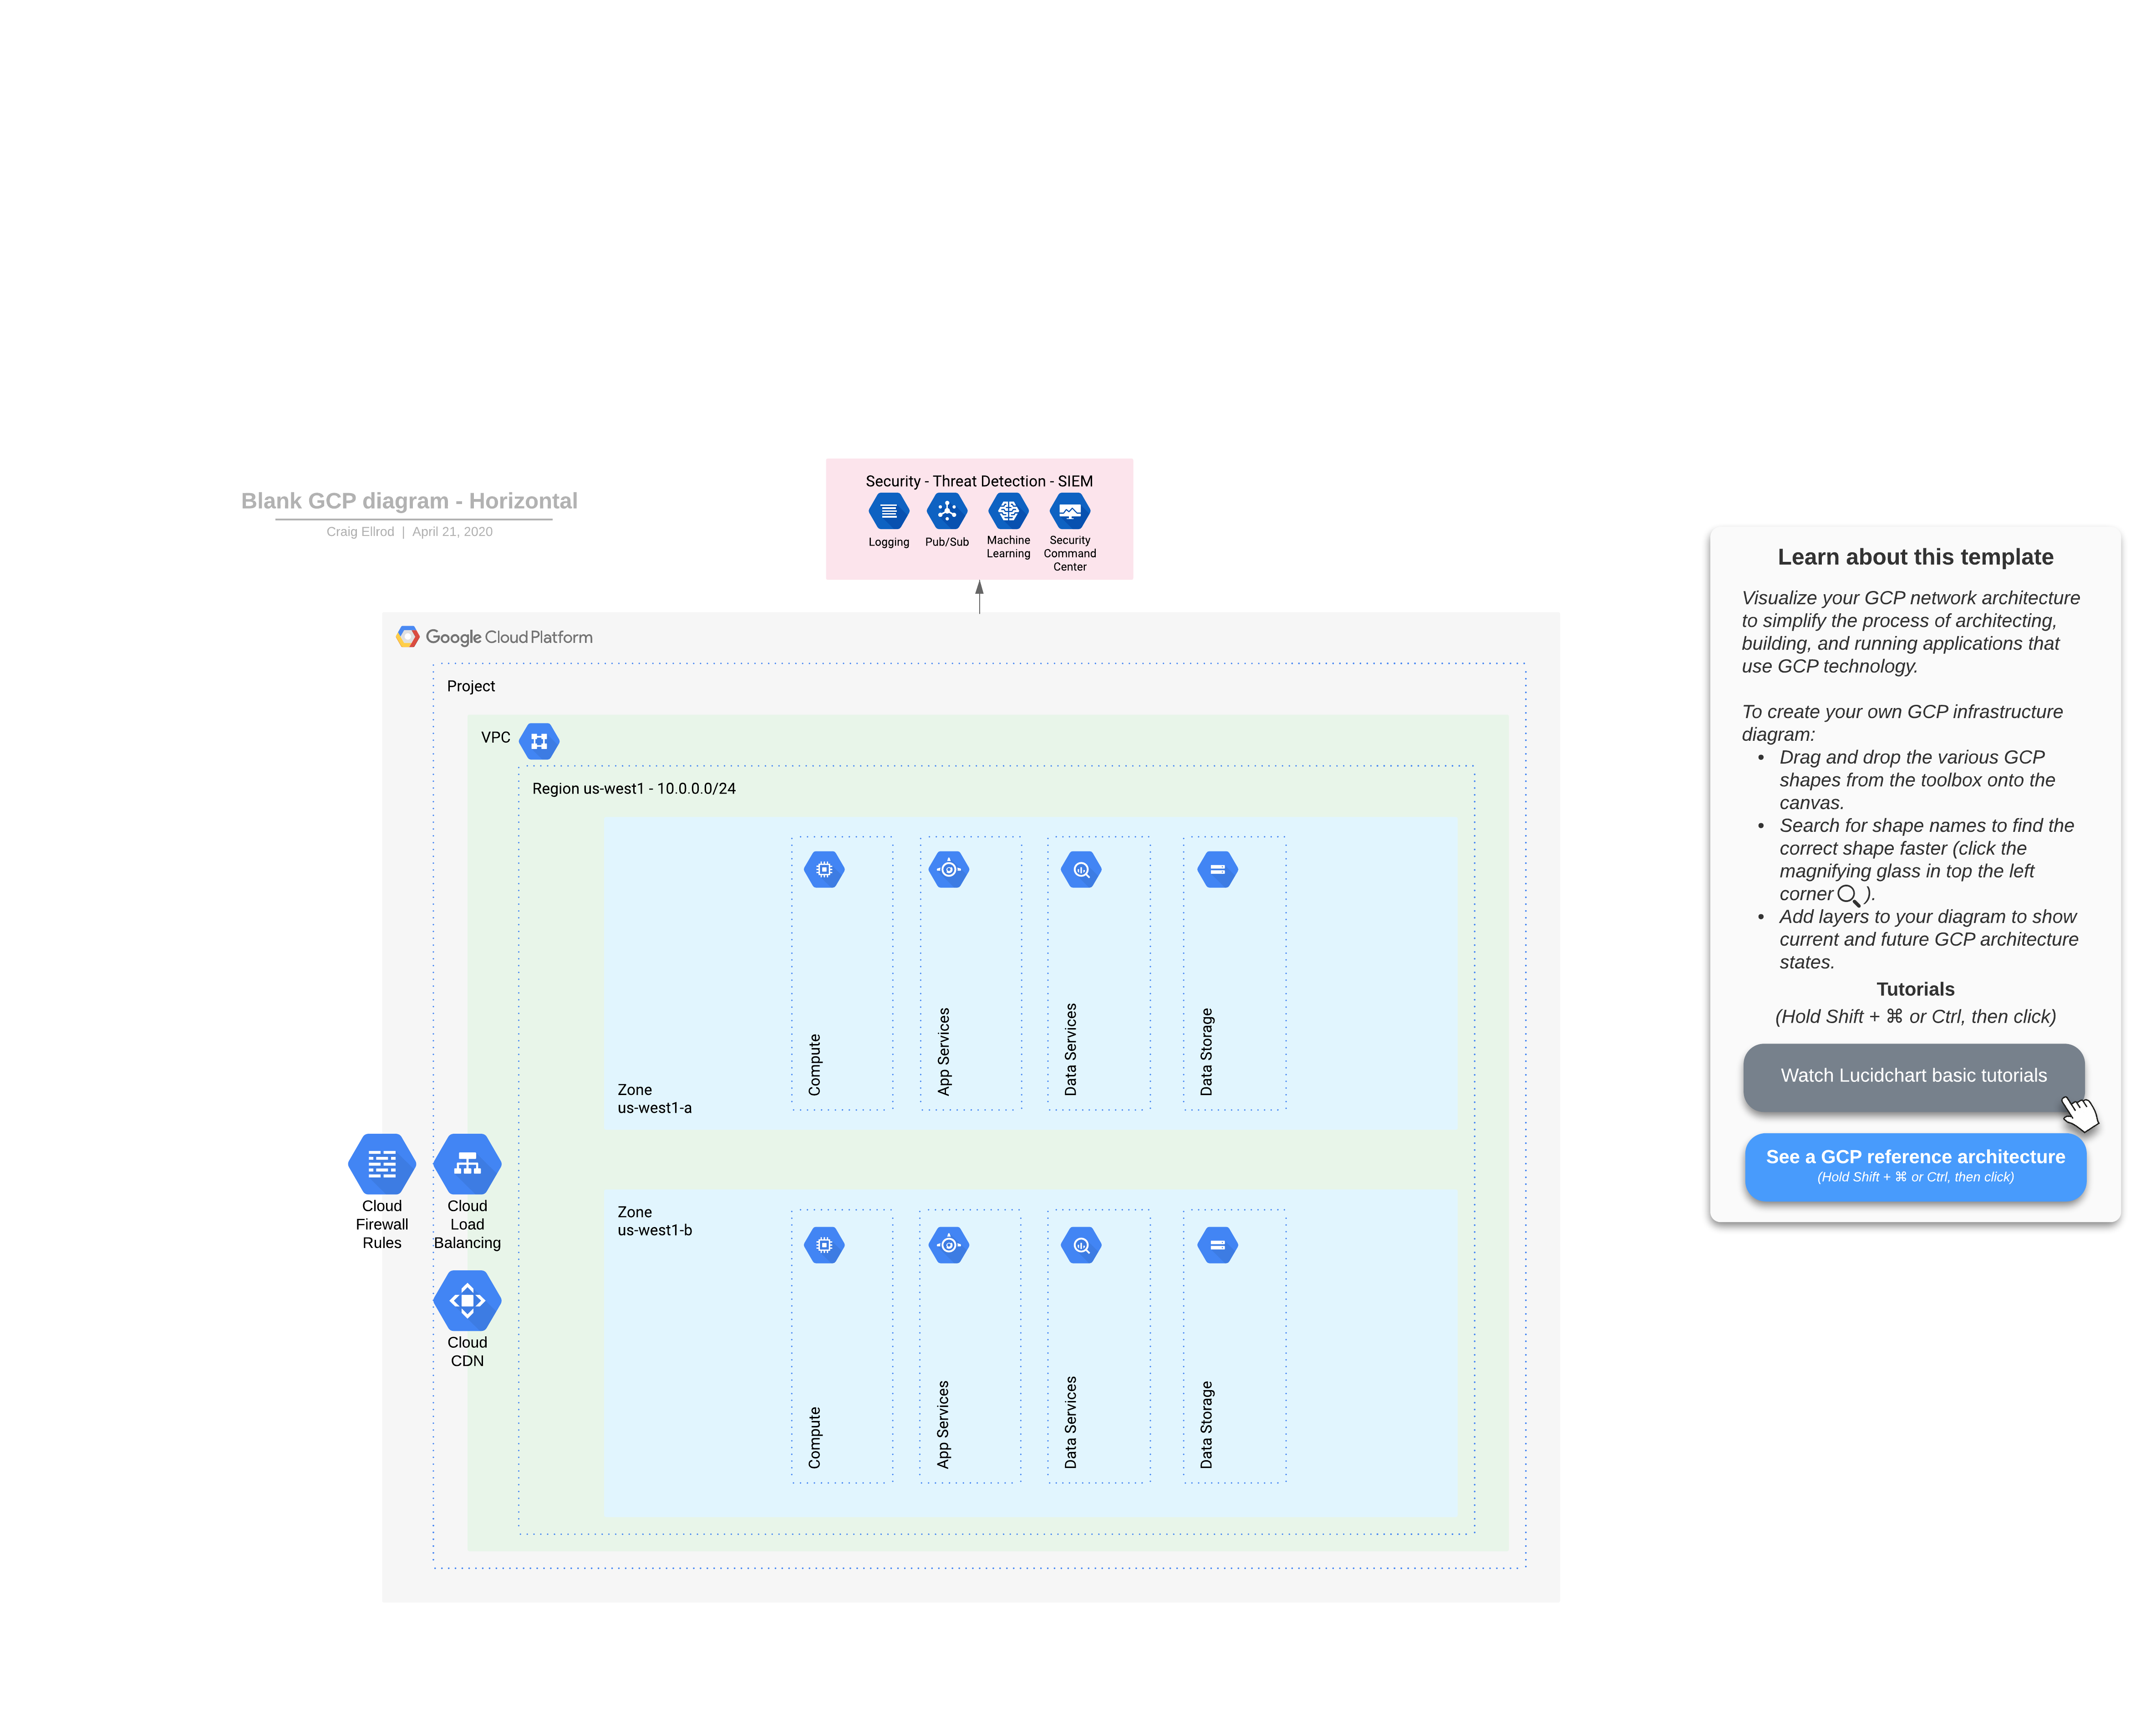 Blank GCP diagram - Horizontal
Craig Ellrod | April 21, 2020
Security - Threat Detection - SIEM
Logging
Pub/Sub
Machine
Learning
Security
Command
Center
Google Cloud Platform
Project
VPC
Region us-west1 - 10.0.0.0/24
Compute
App Services
Data Services
Data Storage
Zone
us-west1-a
Cloud
Firewall
Rules
Cloud
Load
Balancing
Cloud
CDN
Zone
us-west1-b
Compute
App Services
Data Services
Data Storage
Learn about this template
Visualize your GCP network architecture
to simplify the process of architecting,
building, and running applications that
use GCP technology.
To create your own GCP infrastructure
diagram:
• Drag and drop the various GCP
shapes from the toolbox onto the
canvas.
• Search for shape names to find the
correct shape faster (click the
magnifying glass in top the left
corner ).
• Add layers to your diagram to show
current and future GCP architecture
states.
Tutorials
(Hold Shift + ⌘ or Ctrl, then click)
Watch Lucidchart basic tutorials
See a GCP reference architecture
(Hold Shift + ⌘ or Ctrl, then click)